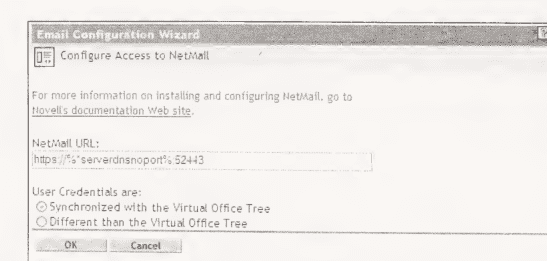 Email Configuration Wizard
Configure Access to NetMail
For more information on installing and configuring NetMail, go to
Novell's documentation Web site.
NetMail URL:
https://%*serverdnsnoport%:52443
User Credentials are:
Synchronized with the Virtual Office Tree
Different than the Virtual Office Tree
OK Cancel